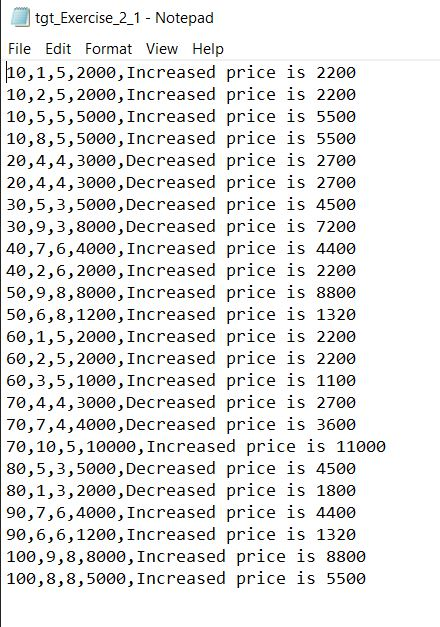 tgt_Exercise_2_1 - Notepad
File Edit Format View Help
10,1,5,2000,Increased price is 2200
10,2,5,2000,Increased price is 2200
10,5,5,5000,Increased price is 5500
10,8,5,5000,Increased price is 5500
20,4,4,3000,Decreased price is 2700
20,4,4,3000,Decreased price is 2700
30,5,3,5000,Decreased price is 4500
30,9,3,8000,Decreased price is 7200
40,7,6,4000,Increased price is 4400
40,2,6,2000,Increased price is 2200
50,9,8,8000,Increased price is 8800
50,6,8,1200,Increased price is 1320
60,1,5,2000,Increased price is 2200
60,2,5,2000,Increased price is 2200
60,3,5,1000,Increased price is 1100
70,4,4,3000,Decreased price is 2700
70,7,4,4000,Decreased price is 3600
70,10,5,10000,Increased price is 11000
80,5,3,5000,Decreased price is 4500
80,1,3,2000,Decreased price is 1800
90,7,6,4000,Increased price is 4400
90,6,6,1200,Increased price is 1320
100,9,8,8000,Increased price is 8800
100,8,8,5000,Increased price is 5500